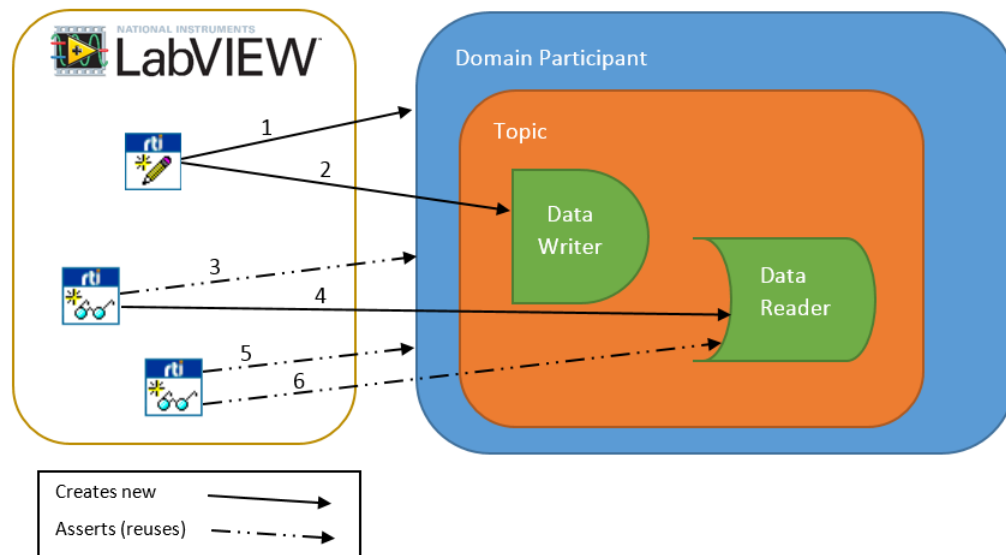 NATIONAL INSTRUMENTS
LabVIEW™
Domain Participant
Topic
rti
1
2
Data
Writer
rti
3
4
Data
Reader
rti
5
6
Creates new
Asserts (reuses)